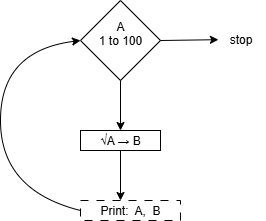 A
1 to 100
stop
√A → B
Print: A, B